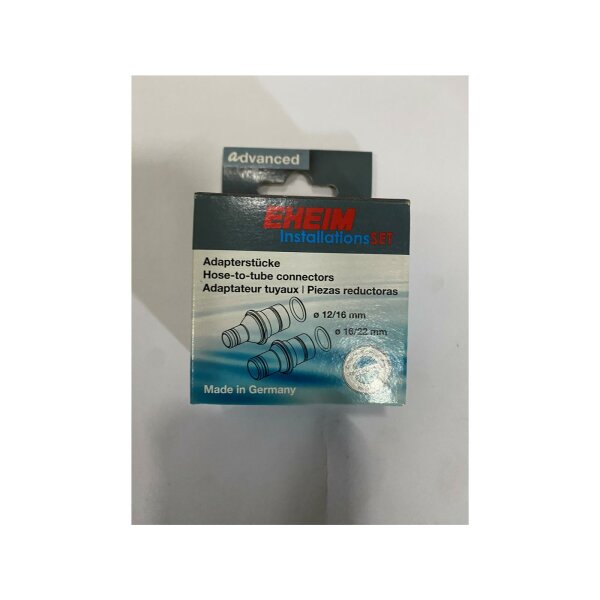 advanced
EHEIM
InstallationsSET
Adapterstücke
Hose-to-tube connectors
Adaptateur tuyaux | Piezas reductoras
ø 12/16 mm
ø 16/22 mm
Made in Germany